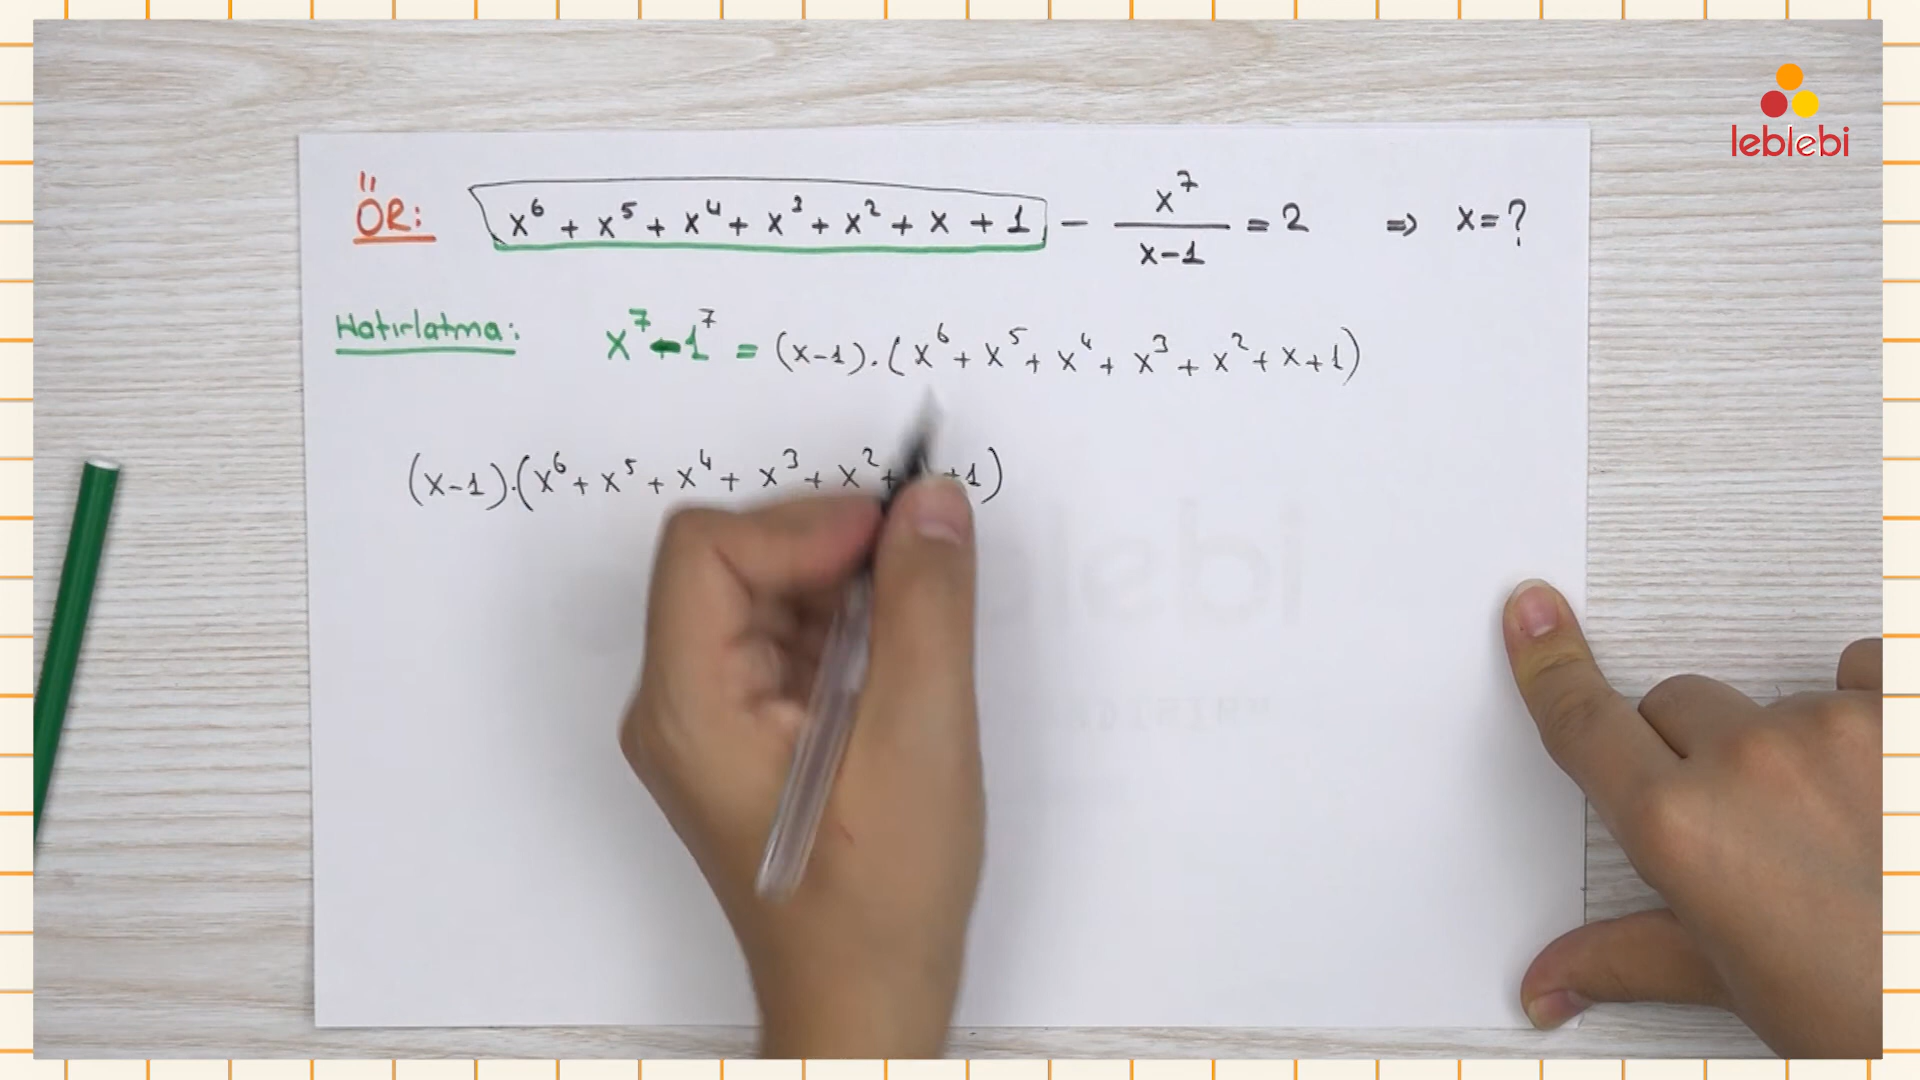 leblebi
ÖR: x⁶ + x⁵ + x⁴ + x³ + x² + x + 1 - x⁷/(x-1) = 2 ⇒ x=?
Hatırlatma: x⁷-1⁷ = (x-1).(x⁶+x⁵+x⁴+x³+x²+x+1)
(x-1).(x⁶+x⁵+x⁴+x³+x²+ +1)